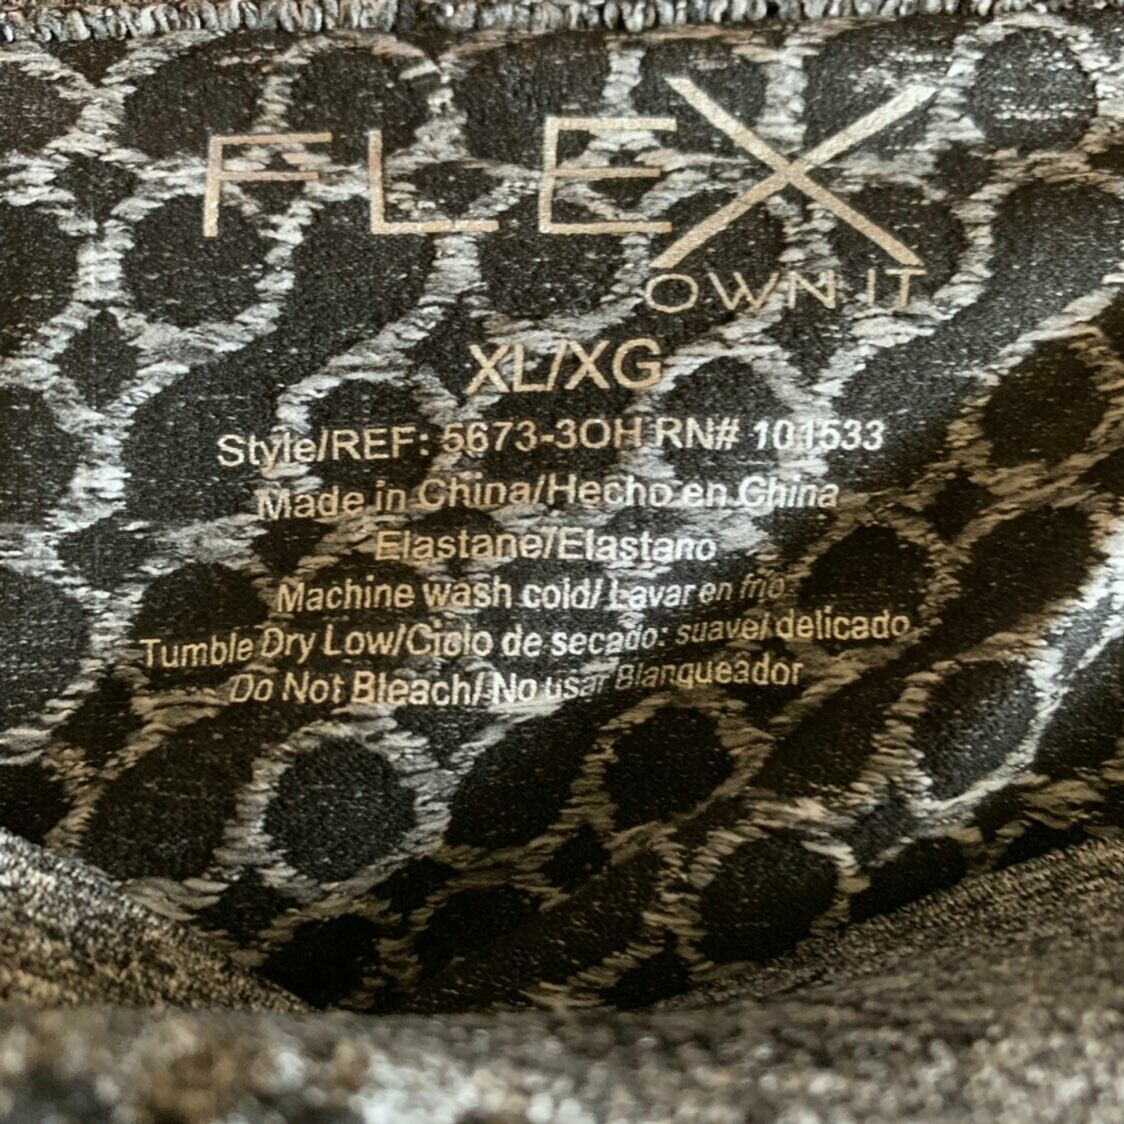 FLEX
OWN IT
XL/XG
Style/REF: 5673-3OH RN# 101533
Made in China/Hecho en China
Elastane/Elastano
Machine wash cold/ Lavar en frio
Tumble Dry Low/Ciclo de secado: suave/ delicado
Do Not Bleach/ No usar Blanqueador